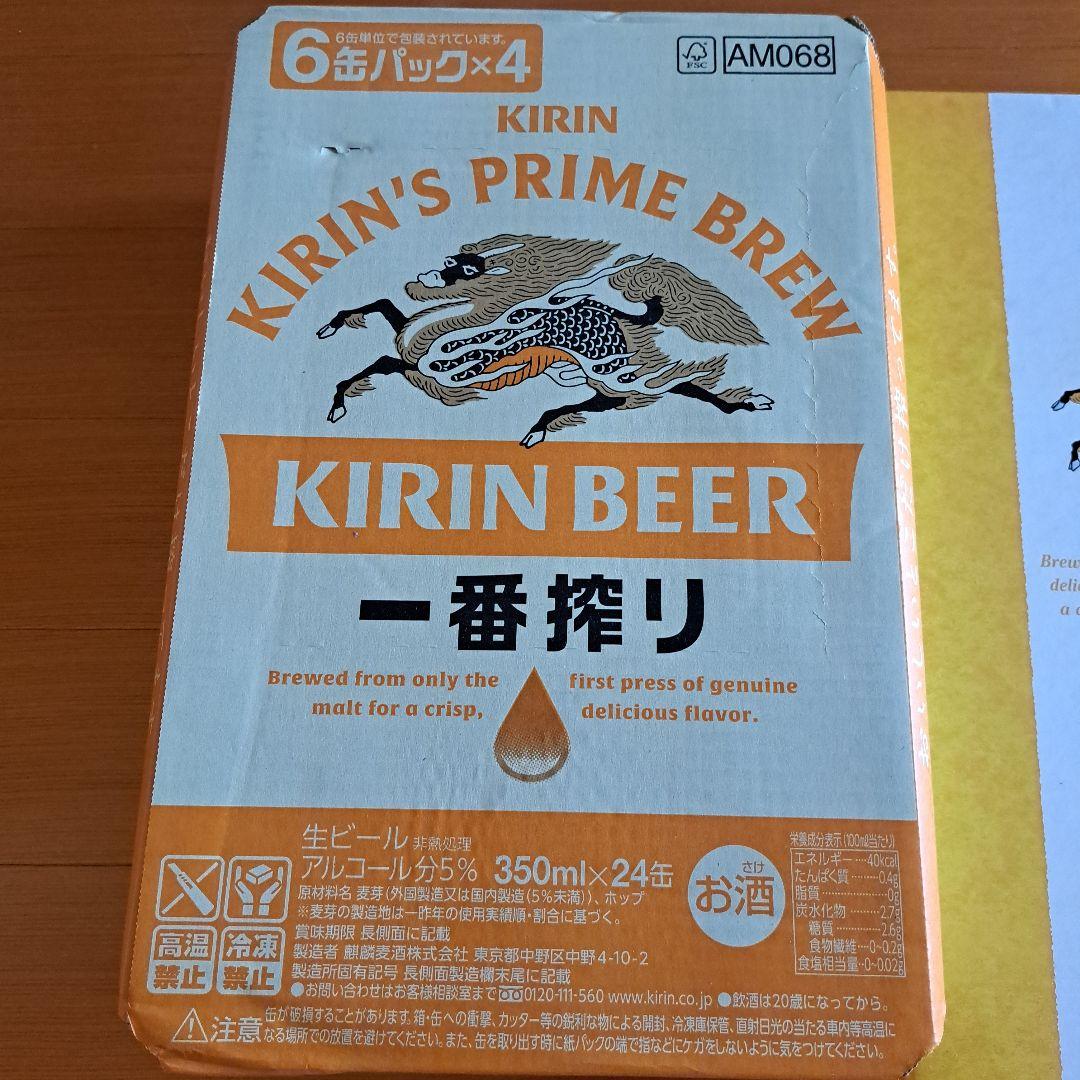 6缶単位で包装されています。
6缶パック×4
FSC
AM068
KIRIN
KIRIN'S PRIME BREW
KIRIN BEER
一番搾り
Brewed from only the first press of genuine
malt for a crisp, delicious flavor.
生ビール 非熱処理
アルコール分5% 350ml×24缶
原材料名 麦芽(外国製造又は国内製造(5%未満))、ホップ
※麦芽の製造地は一昨年の使用実績順・割合に基づく。
賞味期限 長側面に記載
製造者 麒麟麦酒株式会社 東京都中野区中野4-10-2
製造所固有記号 長側面製造欄末尾に記載
●お問い合わせはお客様相談室まで 0120-111-560 www.kirin.co.jp ●飲酒は20歳になってから。
高温禁止
冷凍禁止
お酒
さけ
栄養成分表示(100ml当たり)
エネルギー…40kcal
たんぱく質………0.4g
脂質………0g
炭水化物………2.7g
糖質………2.6g
食物繊維…0~0.2g
食塩相当量…0~0.02g
注意
缶が破損することがあります。箱・缶への衝撃、カッター等の鋭利な物による開封、冷凍庫保管、直射日光の当たる車内等高温に
なる場所での放置を避けてください。また、缶を取り出す時に紙パックの端で指などにケガをしないように気をつけてください。
Brew
deli
a c